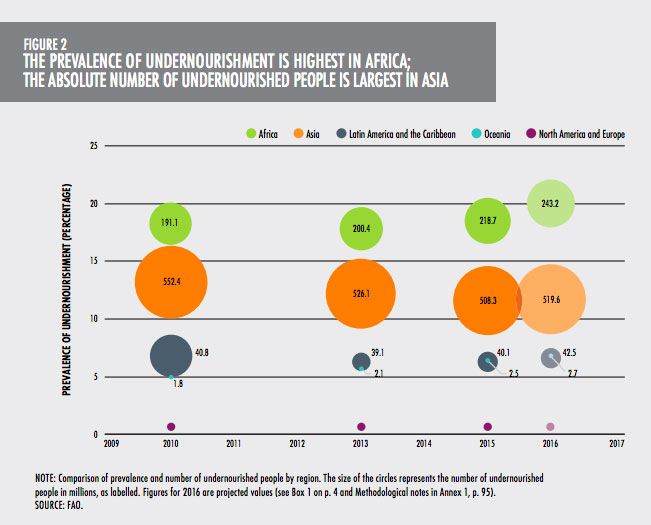 FIGURE 2
THE PREVALENCE OF UNDERNOURISHMENT IS HIGHEST IN AFRICA;
THE ABSOLUTE NUMBER OF UNDERNOURISHED PEOPLE IS LARGEST IN ASIA
Africa Asia Latin America and the Caribbean Oceania North America and Europe
PREVALENCE OF UNDERNOURISHMENT (PERCENTAGE)
25
20
15
10
5
0
191.1 200.4 218.7 243.2
552.4 526.1 508.3 519.6
40.8 39.1 40.1 42.5
1.8 2.1 2.5 2.7
2009 2010 2011 2012 2013 2014 2015 2016 2017
NOTE: Comparison of prevalence and number of undernourished people by region. The size of the circles represents the number of undernourished
people in millions, as labelled. Figures for 2016 are projected values (see Box 1 on p. 4 and Methodological notes in Annex 1, p. 95).
SOURCE: FAO.